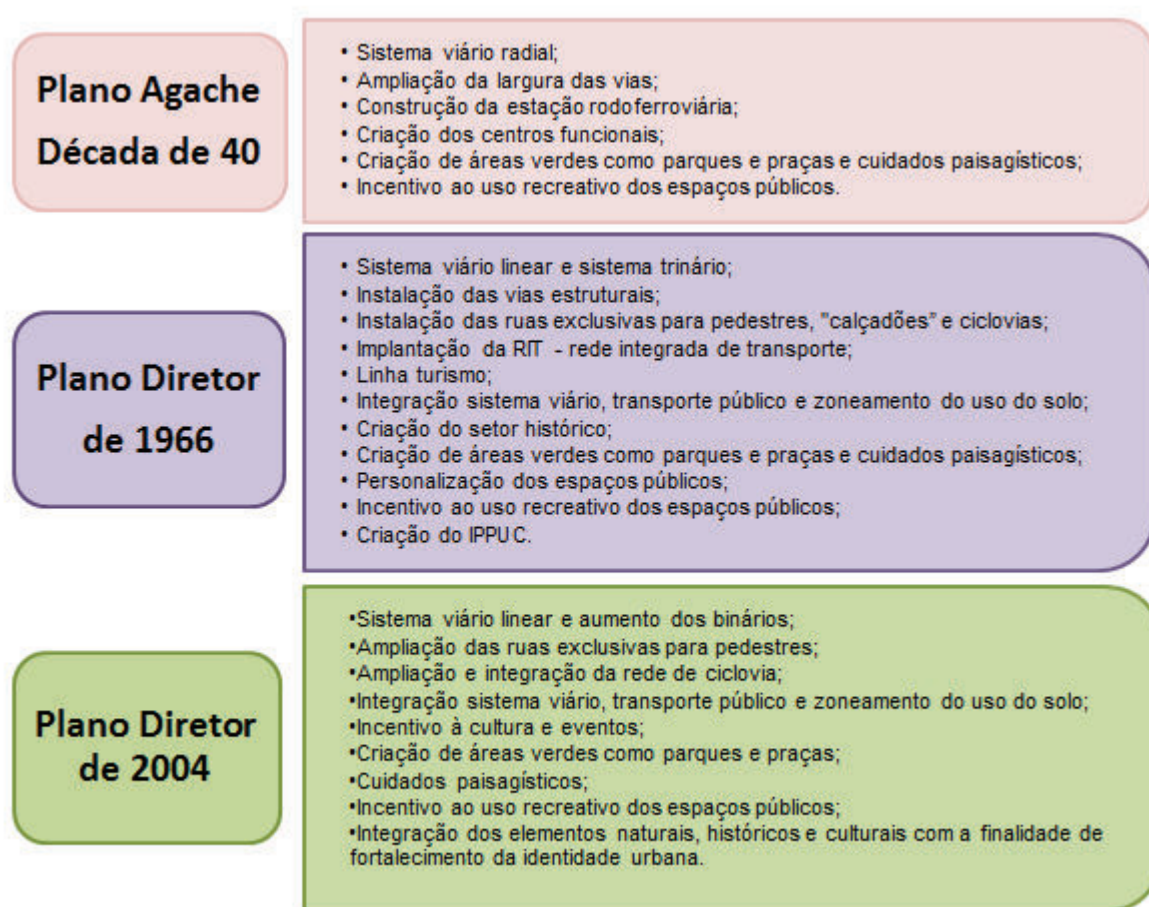 Plano Agache
Década de 40
• Sistema viário radial;
• Ampliação da largura das vias;
• Construção da estação rodoferroviária;
• Criação dos centros funcionais;
• Criação de áreas verdes como parques e praças e cuidados paisagísticos;
• Incentivo ao uso recreativo dos espaços públicos.
Plano Diretor
de 1966
• Sistema viário linear e sistema trinário;
• Instalação das vias estruturais;
• Instalação das ruas exclusivas para pedestres, "calçadões” e ciclovias;
• Implantação da RIT - rede integrada de transporte;
• Linha turismo;
• Integração sistema viário, transporte público e zoneamento do uso do solo;
• Criação do setor histórico;
• Criação de áreas verdes como parques e praças e cuidados paisagísticos;
• Personalização dos espaços públicos;
• Incentivo ao uso recreativo dos espaços públicos;
• Criação do IPPUC.
Plano Diretor
de 2004
•Sistema viário linear e aumento dos binários;
•Ampliação das ruas exclusivas para pedestres;
•Ampliação e integração da rede de ciclovia;
•Integração sistema viário, transporte público e zoneamento do uso do solo;
•Incentivo à cultura e eventos;
•Criação de áreas verdes como parques e praças;
•Cuidados paisagísticos;
•Incentivo ao uso recreativo dos espaços públicos;
•Integração dos elementos naturais, históricos e culturais com a finalidade de
fortalecimento da identidade urbana.